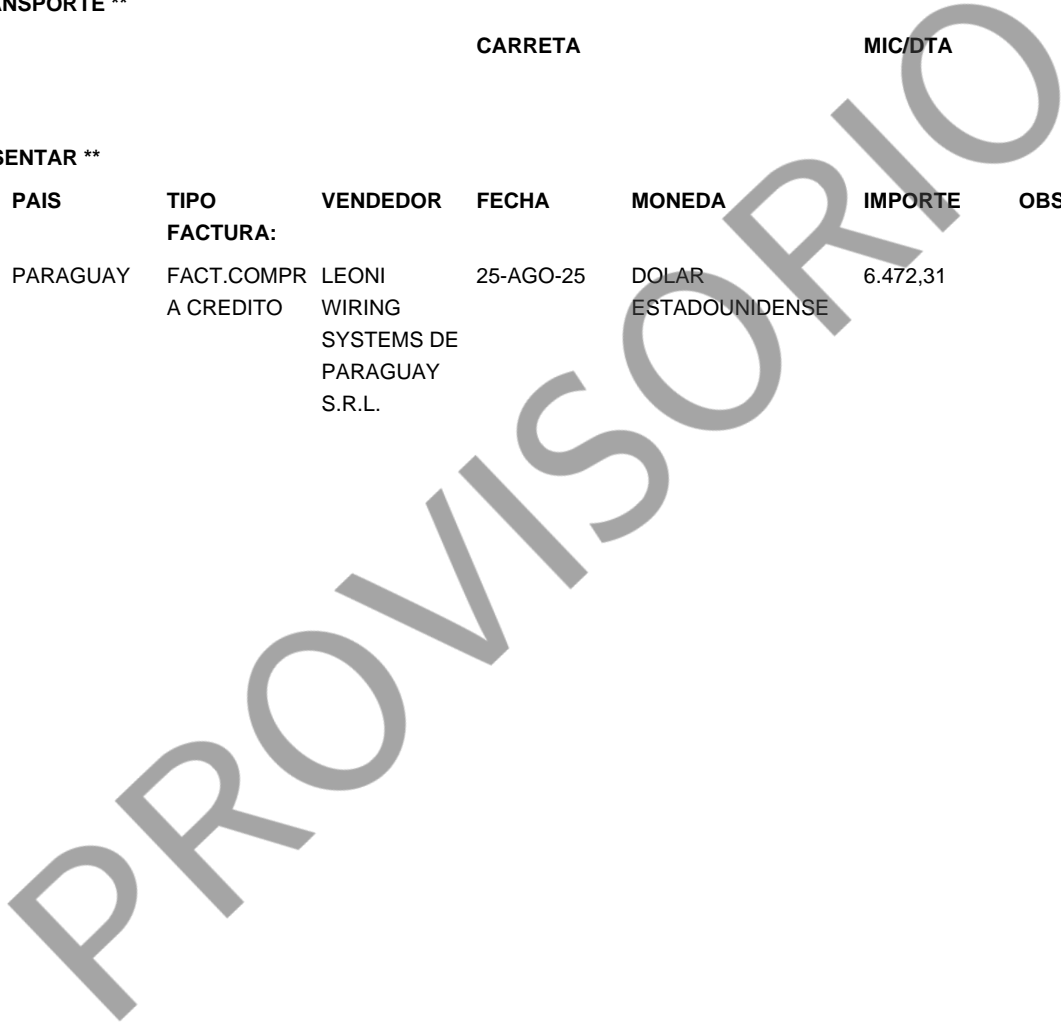 ANSPORTE **
CARRETA MIC/DTA
SENTAR **
PAIS TIPO VENDEDOR FECHA MONEDA IMPORTE OBS
FACTURA:
PARAGUAY FACT.COMPR LEONI 25-AGO-25 DOLAR 6.472,31
A CREDITO WIRING ESTADOUNIDENSE
SYSTEMS DE
PARAGUAY
S.R.L.
PROVISORIO